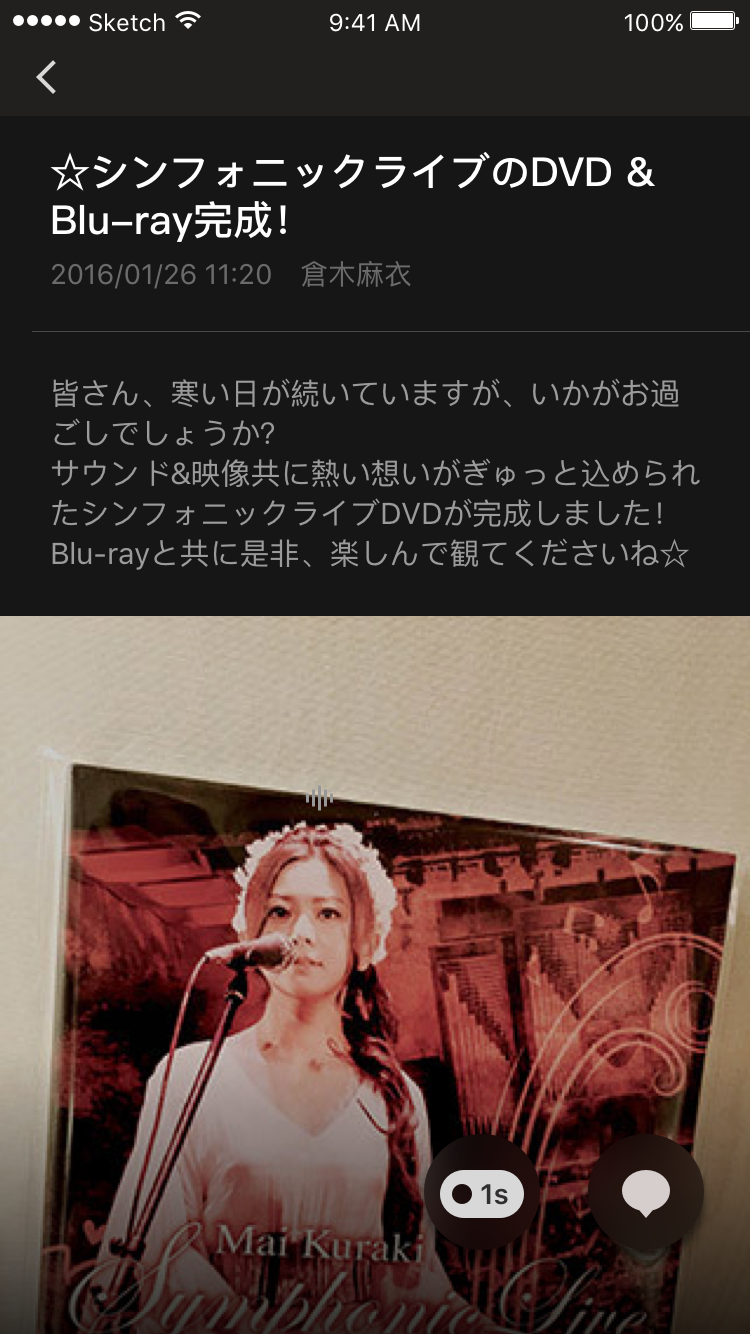 Sketch 9:41 AM 100%
☆シンフォニックライブのDVD &
Blu–ray完成!
2016/01/26 11:20 倉木麻衣
皆さん、寒い日が続いていますが、いかがお過
ごしでしょうか?
サウンド&映像共に熱い想いがぎゅっと込められ
たシンフォニックライブDVDが完成しました!
Blu-rayと共に是非、楽しんで観てくださいね☆
1s
Mai Kuraki
Symphonic Live